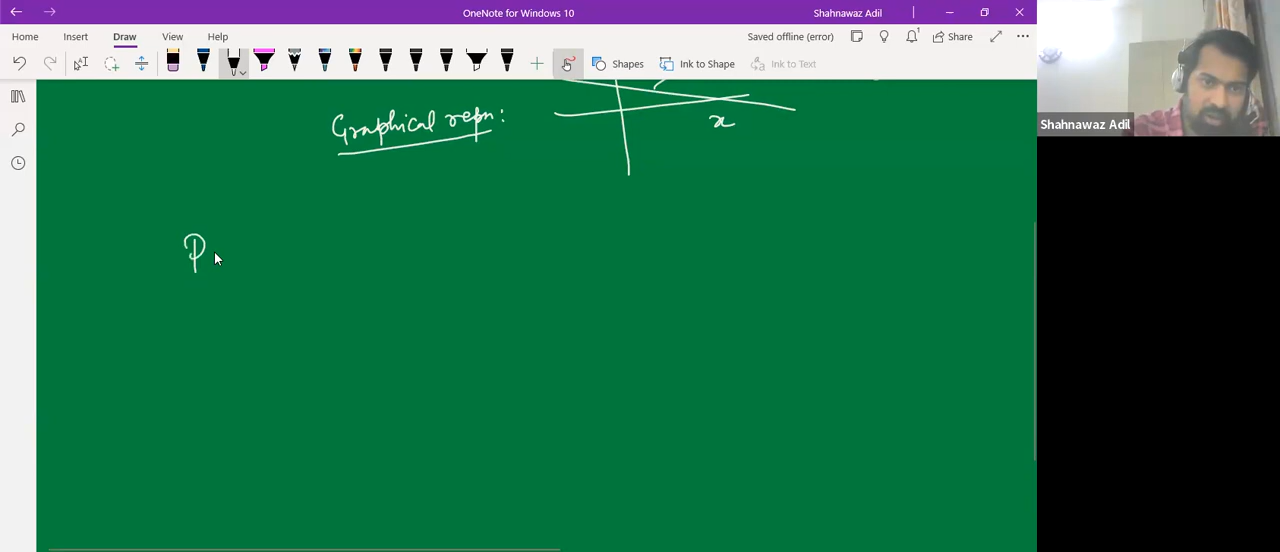 OneNote for Windows 10
Shahnawaz Adil
Home Insert Draw View Help
Saved offline (error)
1
Share
Shapes
Ink to Shape
Ink to Text
Graphical repn:
x
P
Shahnawaz Adil